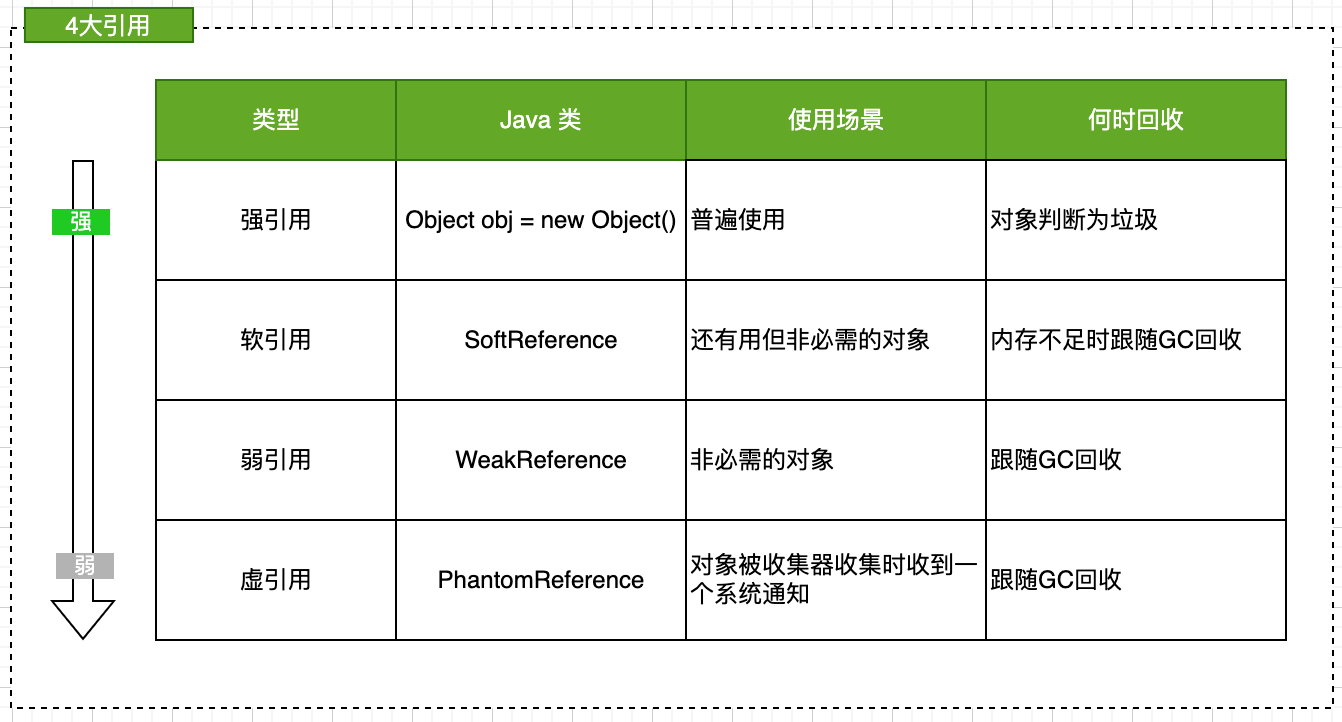 4大引用
类型 Java 类 使用场景 何时回收
强
强引用 Object obj = new Object() 普遍使用 对象判断为垃圾
软引用 SoftReference 还有用但非必需的对象 内存不足时跟随GC回收
弱引用 WeakReference 非必需的对象 跟随GC回收
弱
虚引用 PhantomReference 对象被收集器收集时收到一
个系统通知 跟随GC回收